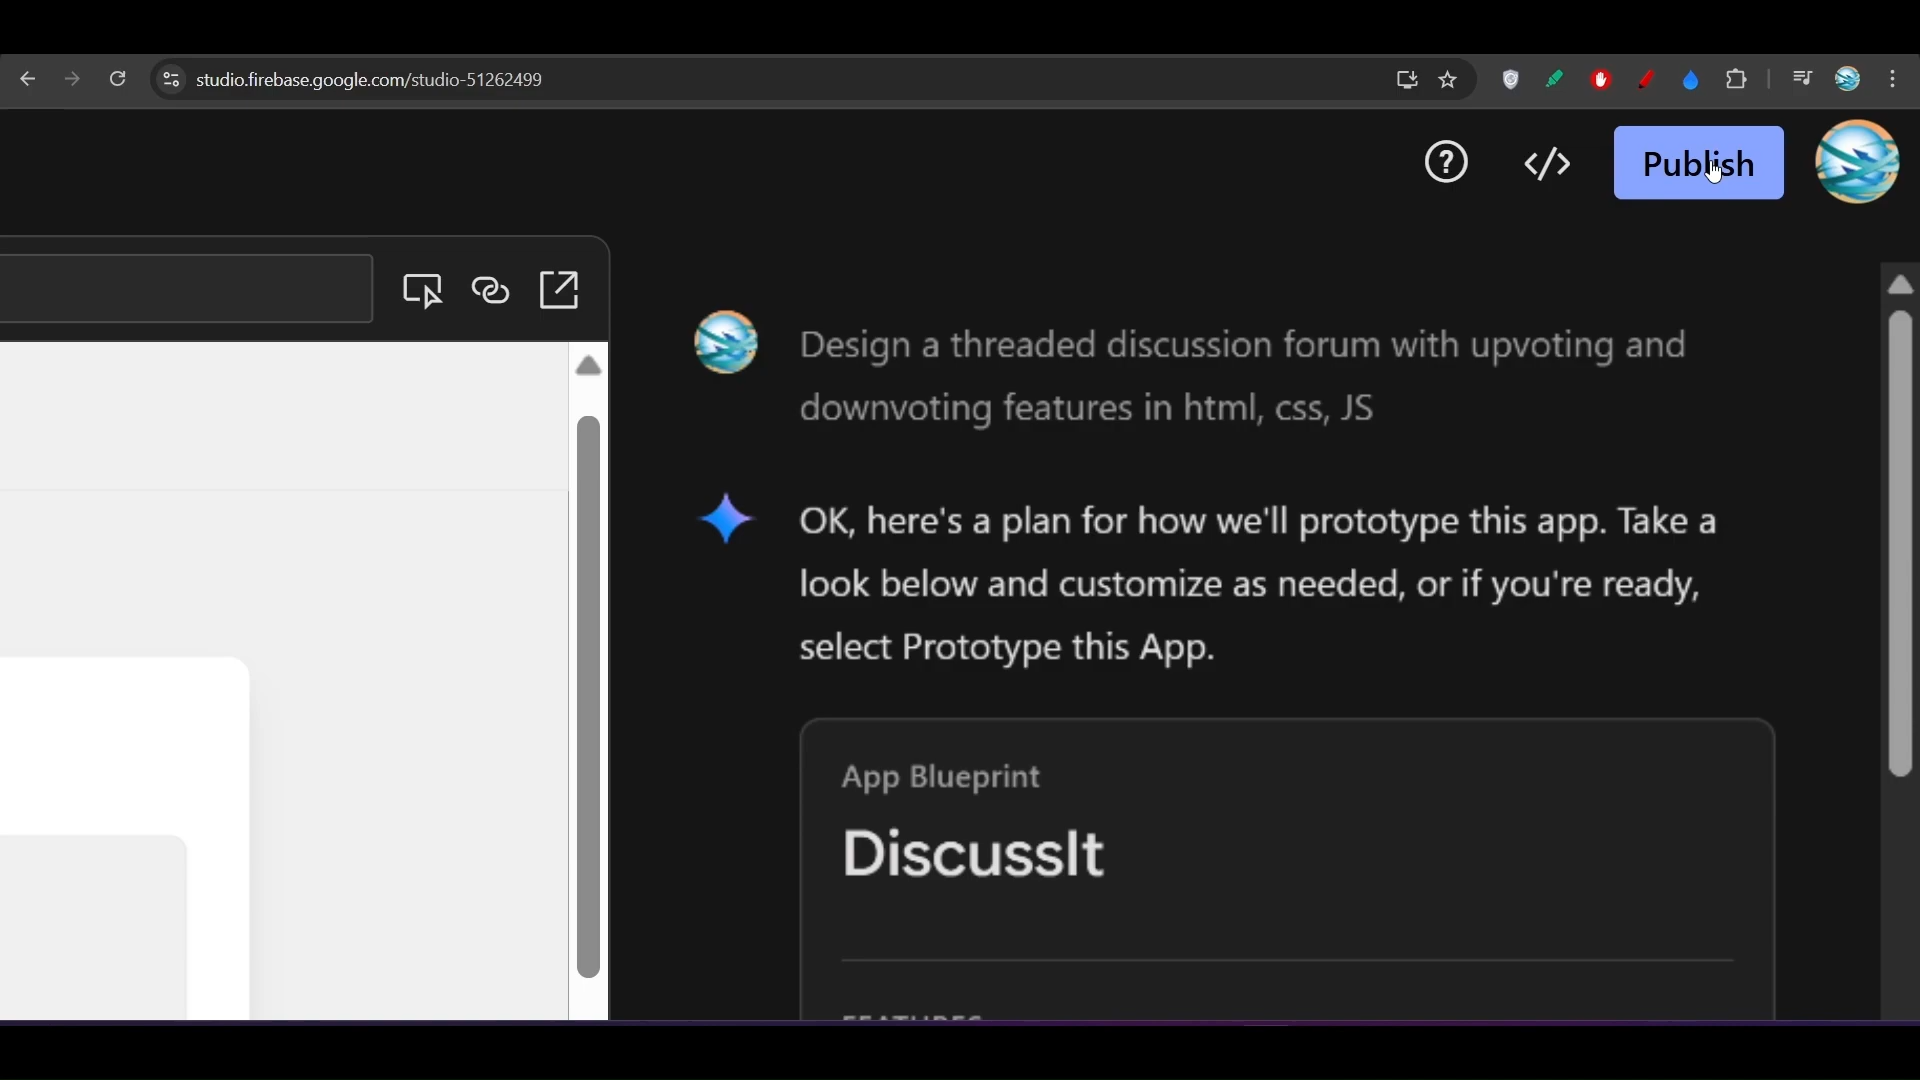 studio.firebase.google.com/studio-51262499
Publish
Design a threaded discussion forum with upvoting and
downvoting features in html, css, JS
OK, here's a plan for how we'll prototype this app. Take a
look below and customize as needed, or if you're ready,
select Prototype this App.
App Blueprint
DiscussIt
FEATURES